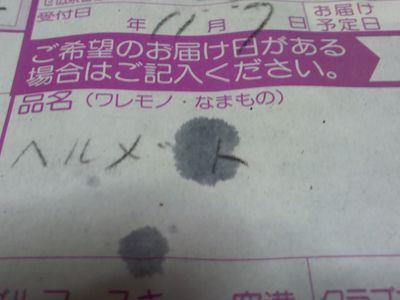 受付日 年 11月 7日 お届け
予定日
ご希望のお届け日がある
場合はご記入ください。
品名(ワレモノ・なまもの)
ヘルメット